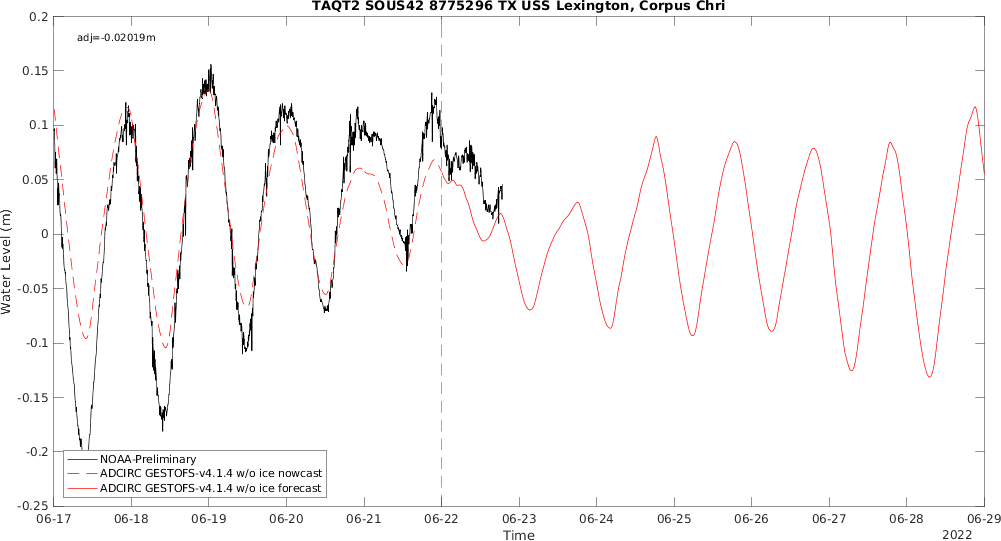 TAQT2 SOUS42 8775296 TX USS Lexington, Corpus Chri
adj=-0.02019m
0.2
0.15
0.1
0.05
0
-0.05
-0.1
-0.15
-0.2
-0.25
Water Level (m)
NOAA-Preliminary
ADCIRC GESTOFS-v4.1.4 w/o ice nowcast
ADCIRC GESTOFS-v4.1.4 w/o ice forecast
06-17 06-18 06-19 06-20 06-21 06-22 06-23 06-24 06-25 06-26 06-27 06-28 06-29
Time
2022